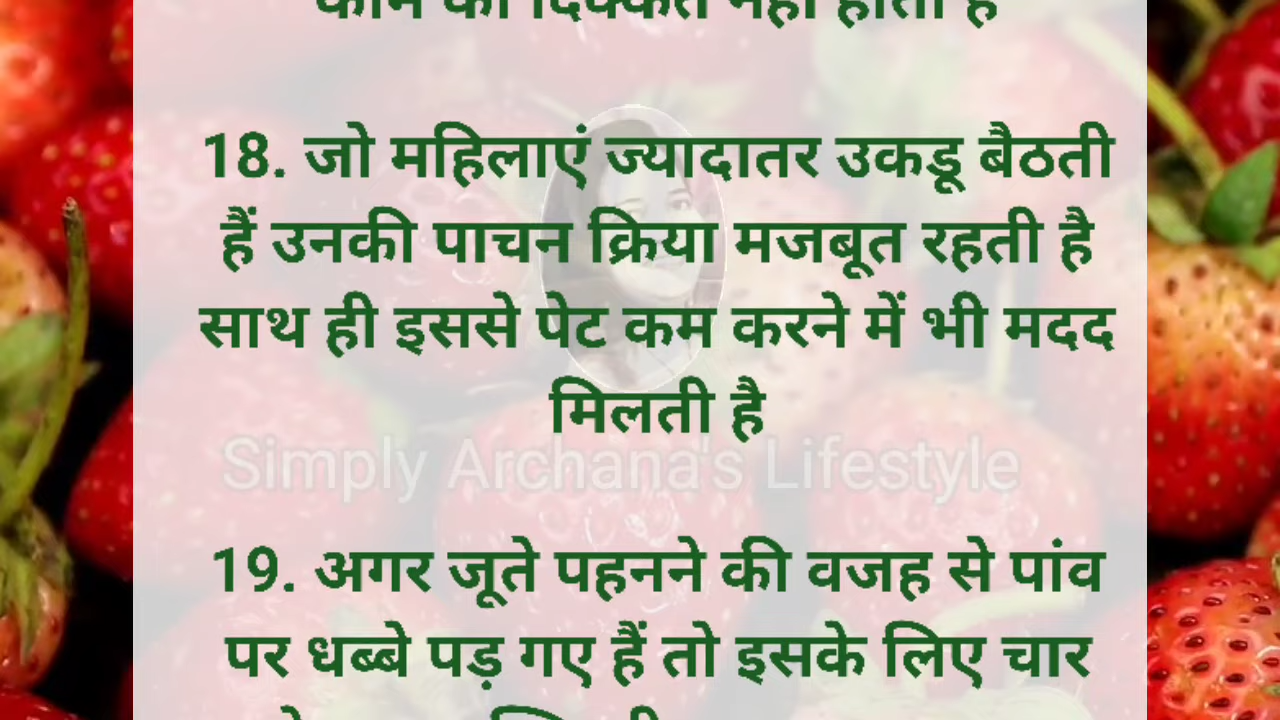 18. जो महिलाएं ज्यादातर उकडू बैठती
हैं उनकी पाचन क्रिया मजबूत रहती है
साथ ही इससे पेट कम करने में भी मदद
मिलती है
Simply Archana's Lifestyle
19. अगर जूते पहनने की वजह से पांव
पर धब्बे पड़ गए हैं तो इसके लिए चार